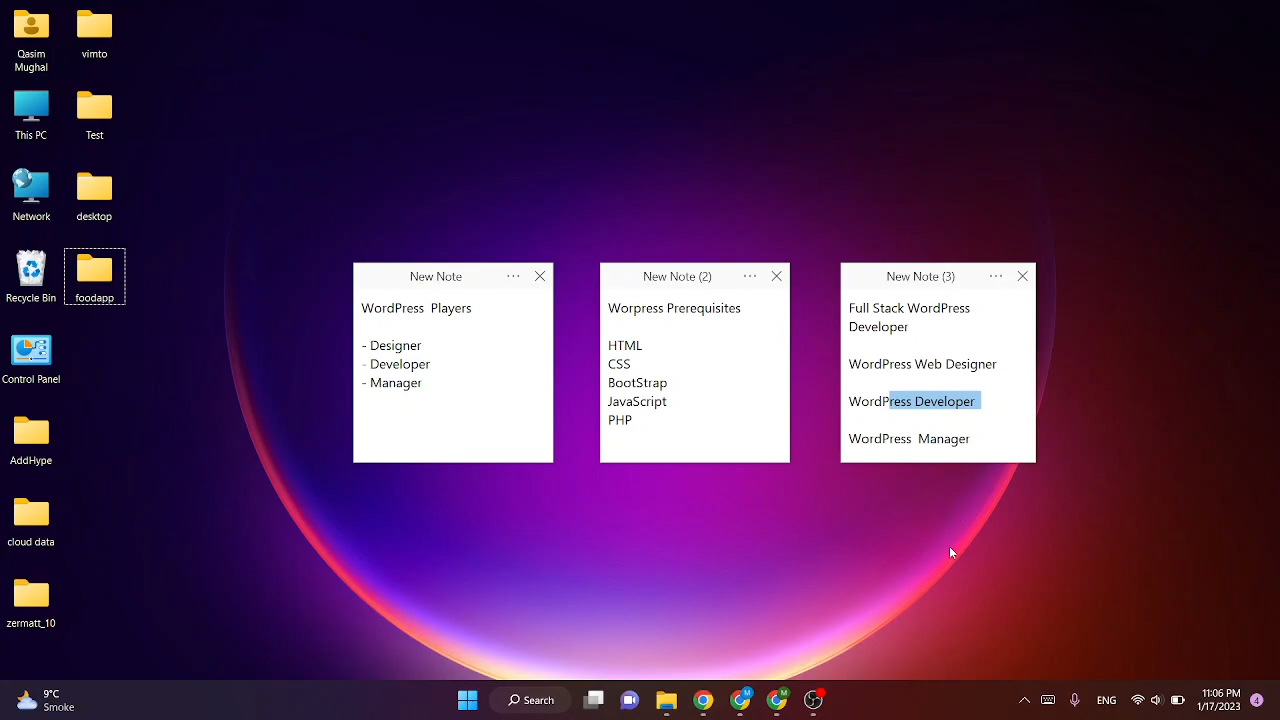 Qasim
Mughal
vimto
This PC
Test
Network
desktop
Recycle Bin
foodapp
Control Panel
AddHype
cloud data
zermatt_10
New Note
WordPress  Players
- Designer
- Developer
- Manager
New Note (2)
Worpress Prerequisites
HTML
CSS
BootStrap
JavaScript
PHP
New Note (3)
Full Stack WordPress
Developer
WordPress Web Designer
WordPress Developer
WordPress  Manager
9°C
Smoke
Search
M
M
ENG
11:06 PM
1/17/2023
4